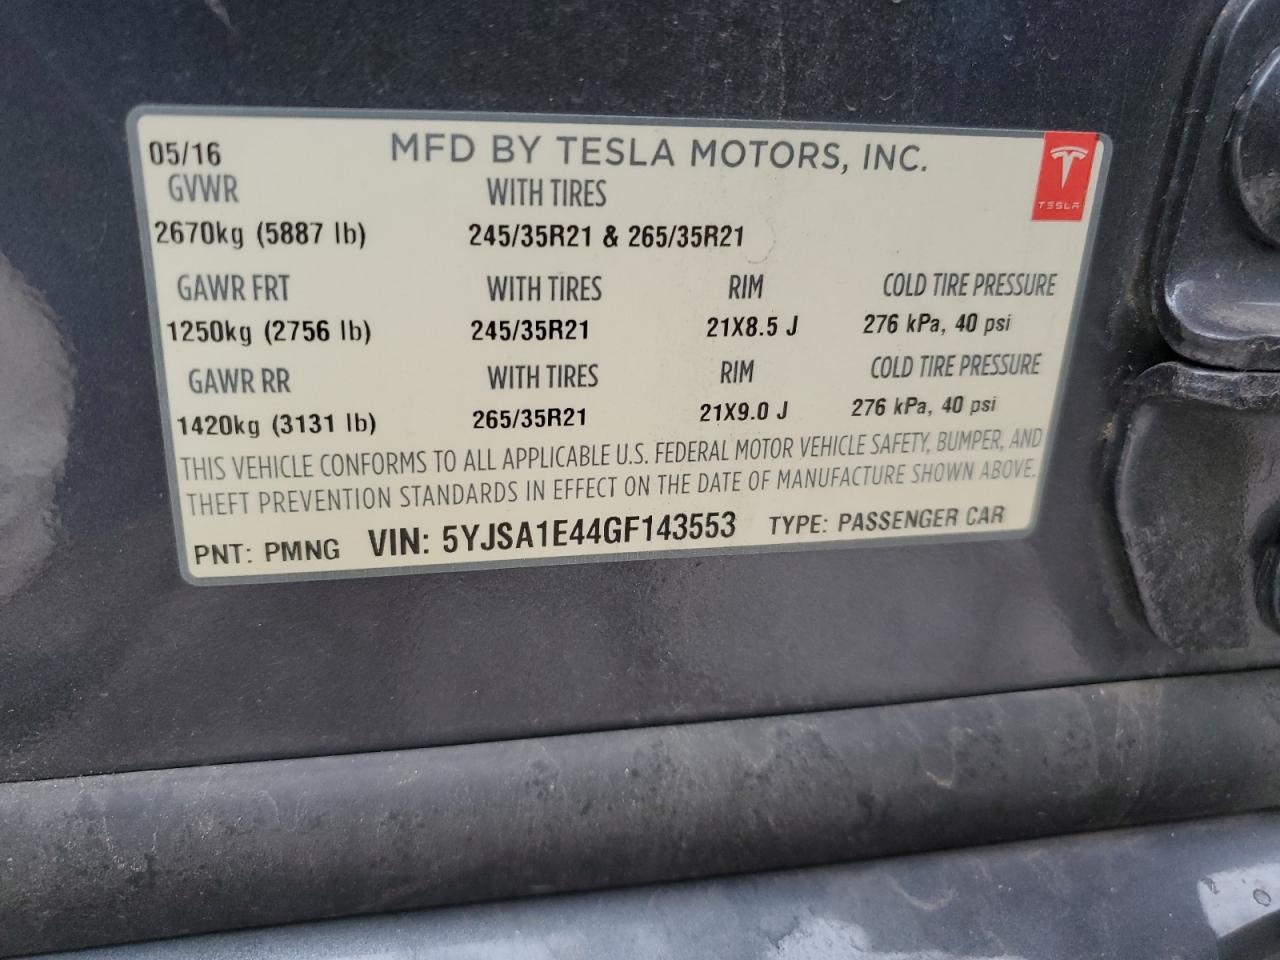 05/16 MFD BY TESLA MOTORS, INC.
TESLA
GVWR WITH TIRES
2670kg (5887 lb) 245/35R21 & 265/35R21
GAWR FRT WITH TIRES RIM COLD TIRE PRESSURE
1250kg (2756 lb) 245/35R21 21X8.5 J 276 kPa, 40 psi
GAWR RR WITH TIRES RIM COLD TIRE PRESSURE
1420kg (3131 lb) 265/35R21 21X9.0 J 276 kPa, 40 psi
THIS VEHICLE CONFORMS TO ALL APPLICABLE U.S. FEDERAL MOTOR VEHICLE SAFETY, BUMPER, AND
THEFT PREVENTION STANDARDS IN EFFECT ON THE DATE OF MANUFACTURE SHOWN ABOVE.
PNT: PMNG VIN: 5YJSA1E44GF143553 TYPE: PASSENGER CAR